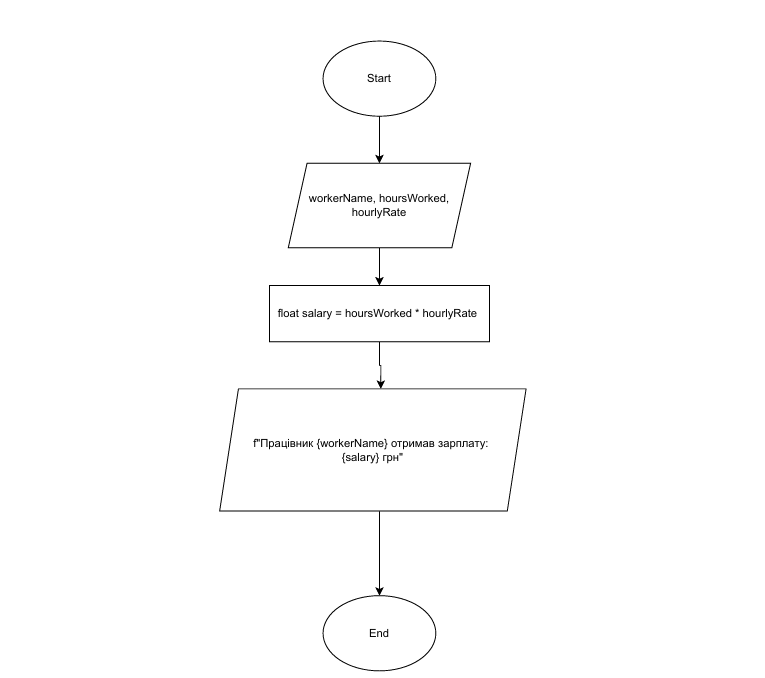 Start
workerName, hoursWorked,
hourlyRate
float salary = hoursWorked * hourlyRate
f"Працівник {workerName} отримав зарплату:
{salary} грн"
End